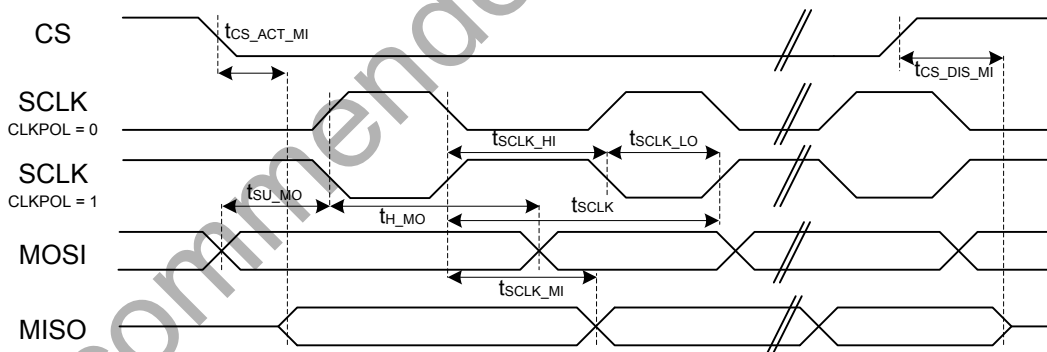 CS
tCS_ACT_MI
tCS_DIS_MI
SCLK
CLKPOL = 0
tSCLK_HI
tSCLK_LO
SCLK
CLKPOL = 1
tSU_MO
tH_MO
tSCLK
MOSI
tSCLK_MI
MISO